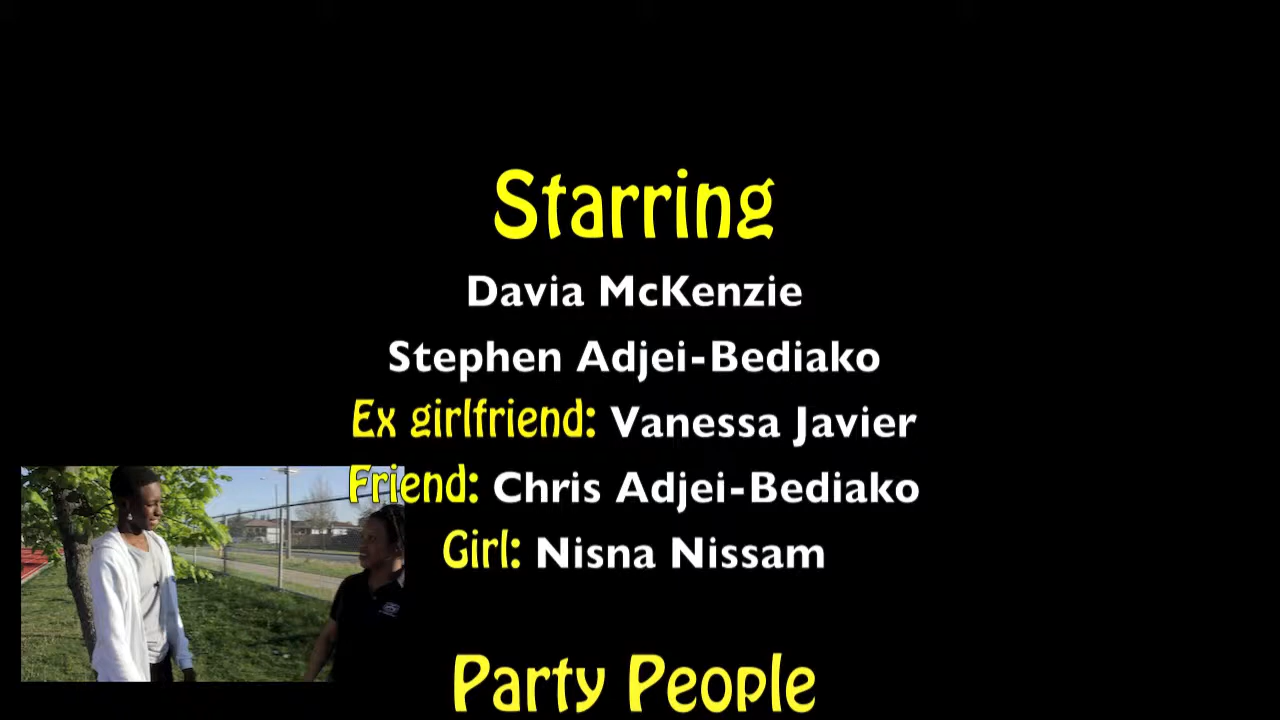 Starring
Davia McKenzie
Stephen Adjei-Bediako
Ex girlfriend: Vanessa Javier
Friend: Chris Adjei-Bediako
Girl: Nisna Nissam
Party People